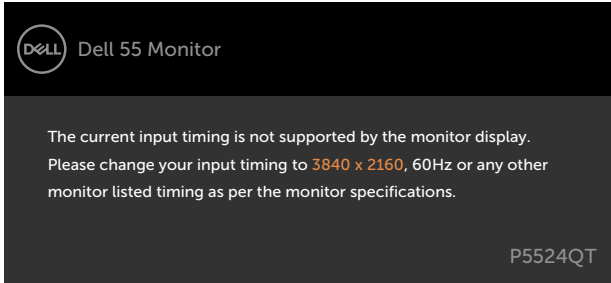 DELL Dell 55 Monitor
The current input timing is not supported by the monitor display.
Please change your input timing to 3840 x 2160, 60Hz or any other
monitor listed timing as per the monitor specifications.
P5524QT